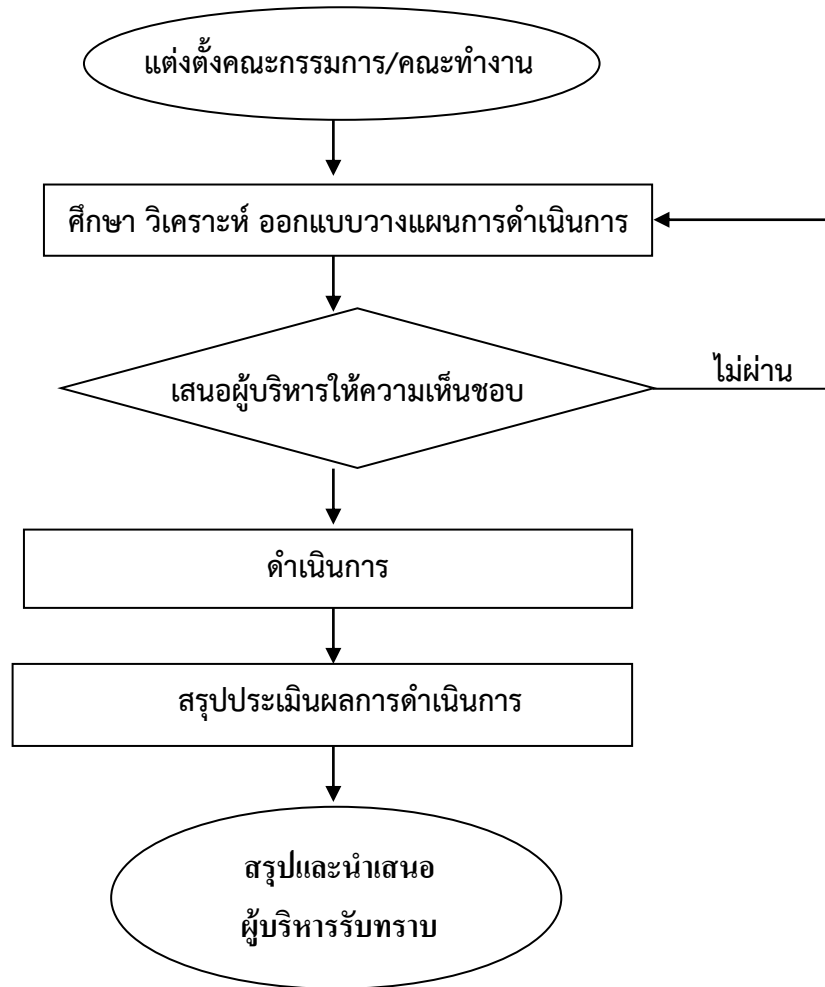 แต่งตั้งคณะกรรมการ/คณะทำงาน
ศึกษา วิเคราะห์ ออกแบบวางแผนการดำเนินการ
เสนอผู้บริหารให้ความเห็นชอบ
ไม่ผ่าน
ดำเนินการ
สรุปประเมินผลการดำเนินการ
สรุปและนำเสนอ
ผู้บริหารรับทราบ